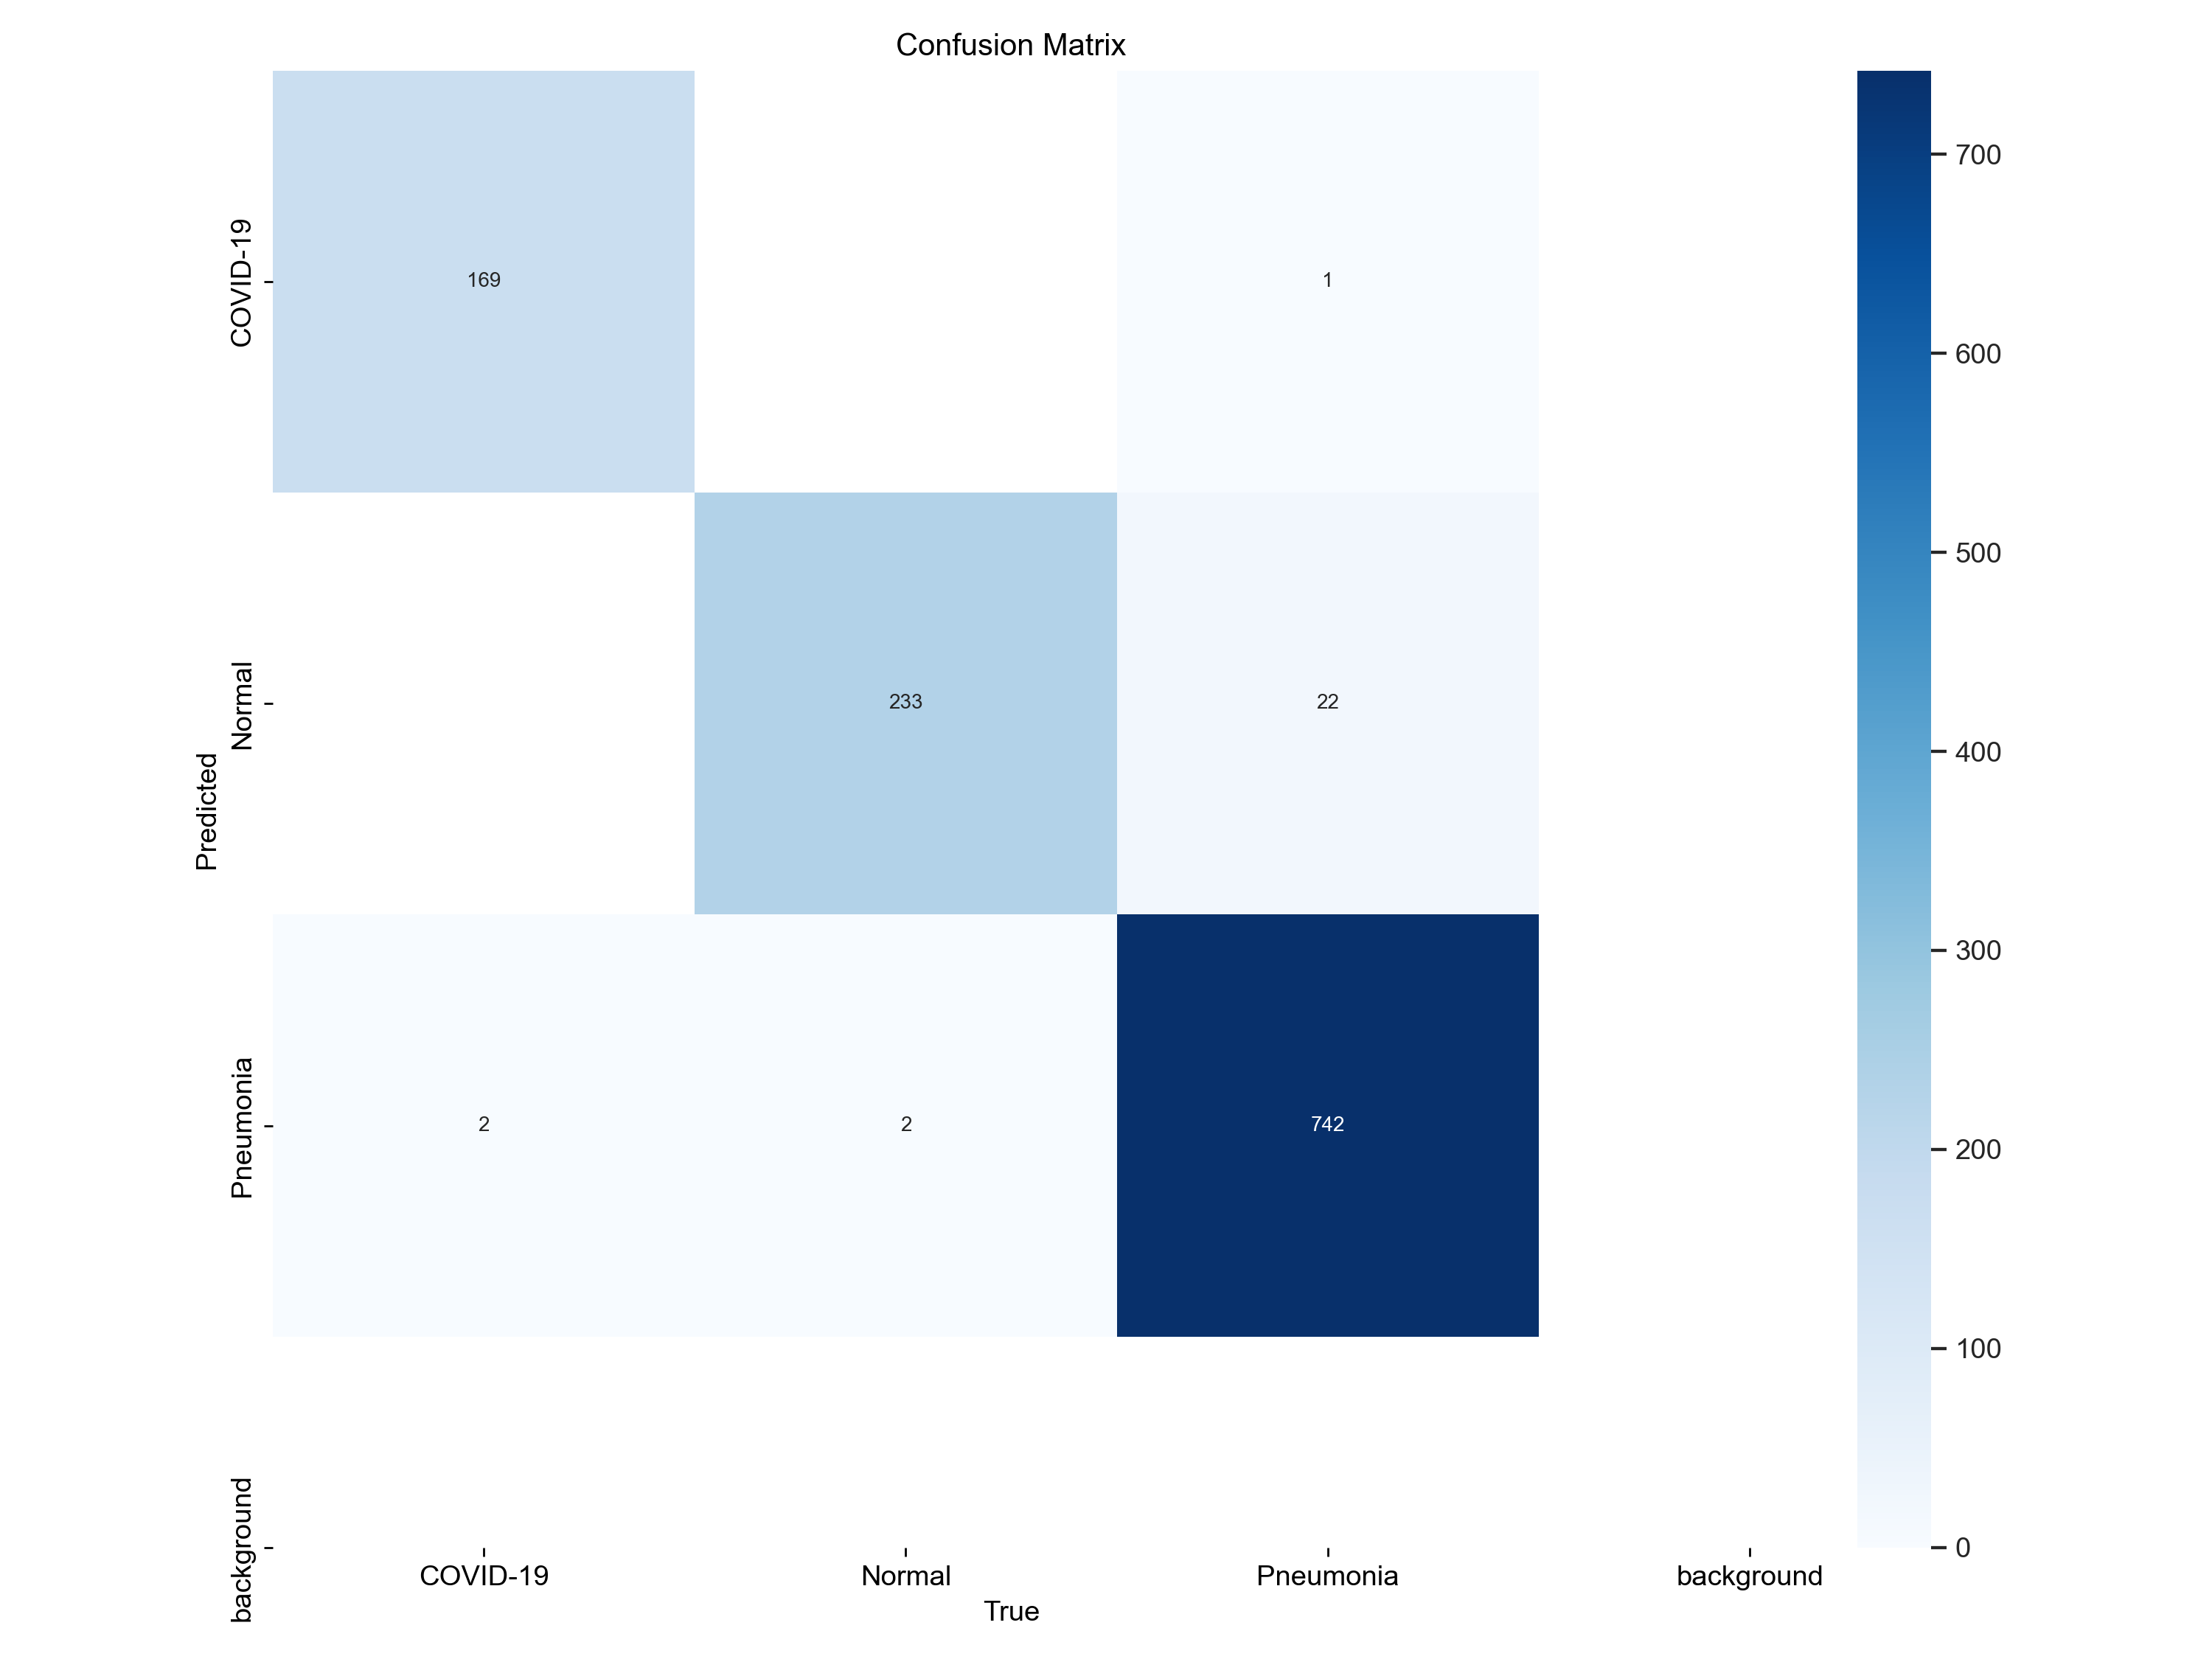 Confusion Matrix
COVID-19
Normal
Pneumonia
background
Predicted
169
1
233
22
2
2
742
COVID-19
Normal
Pneumonia
background
True
700
600
500
400
300
200
100
0